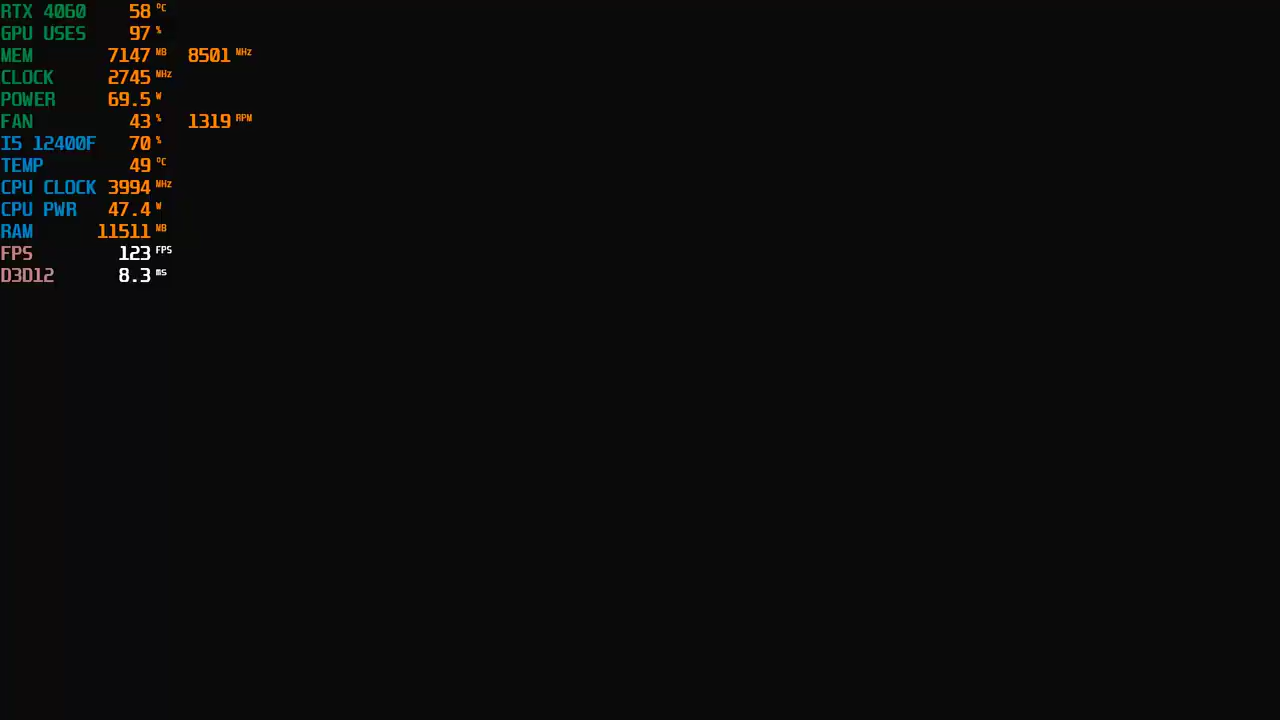 RTX 4060 58 °C
GPU USES 97 %
MEM 7147 MB 8501 MHz
CLOCK 2745 MHz
POWER 69.5 W
FAN 43 % 1319 RPM
I5 12400F 70 %
TEMP 49 °C
CPU CLOCK 3994 MHz
CPU PWR 47.4 W
RAM 11511 MB
FPS 123 FPS
D3D12 8.3 ms